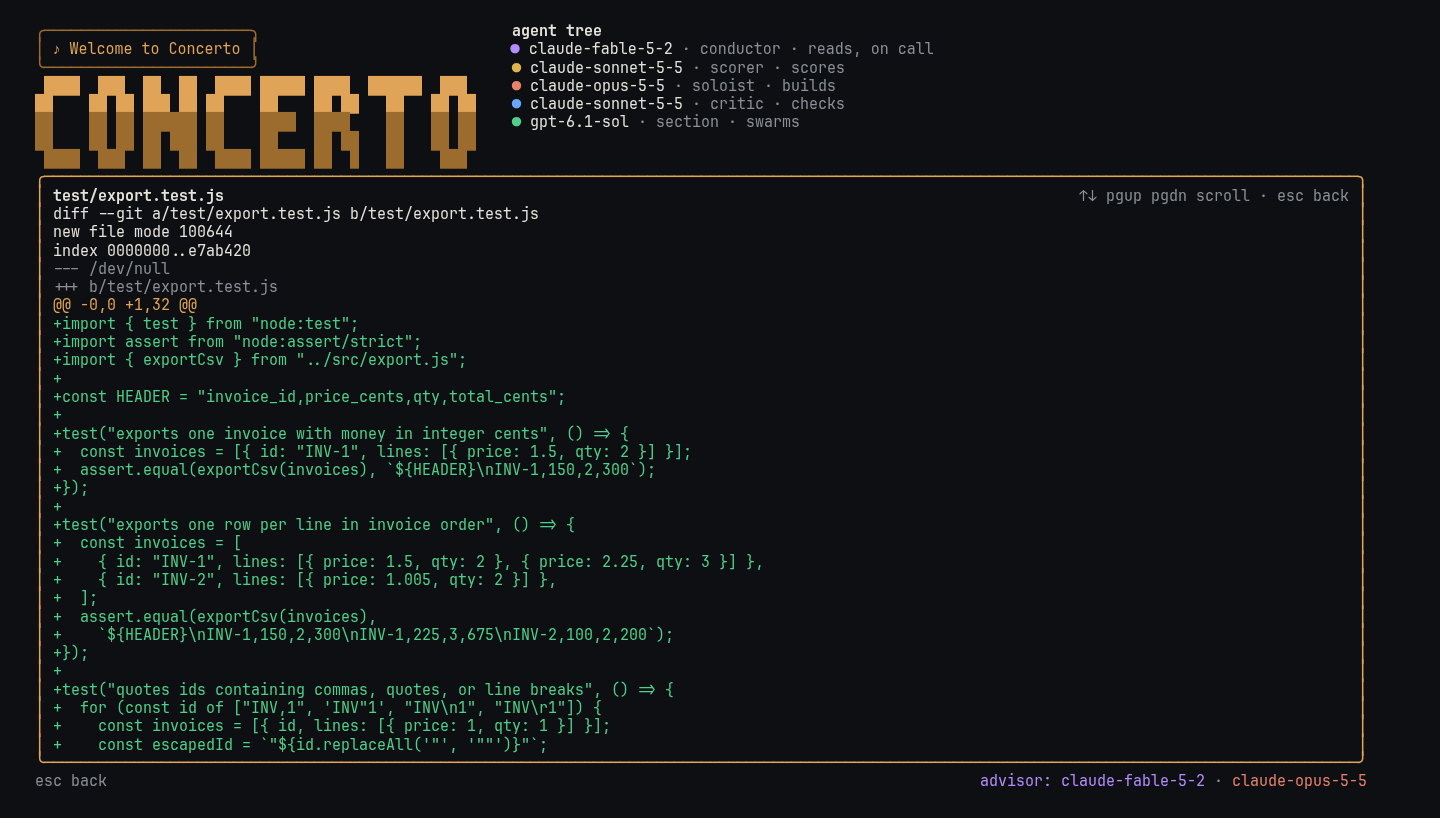 ♪ Welcome to Concerto
CONCERTO
agent tree
● claude-fable-5-2 · conductor · reads, on call
● claude-sonnet-5-5 · scorer · scores
● claude-opus-5-5 · soloist · builds
● claude-sonnet-5-5 · critic · checks
● gpt-6.1-sol · section · swarms
test/export.test.js ↑↓ pgup pgdn scroll · esc back
diff --git a/test/export.test.js b/test/export.test.js
new file mode 100644
index 0000000..e7ab420
--- /dev/null
+++ b/test/export.test.js
@@ -0,0 +1,32 @@
+import { test } from "node:test";
+import assert from "node:assert/strict";
+import { exportCsv } from "../src/export.js";
+
+const HEADER = "invoice_id,price_cents,qty,total_cents";
+
+test("exports one invoice with money in integer cents", () => {
+  const invoices = [{ id: "INV-1", lines: [{ price: 1.5, qty: 2 }] }];
+  assert.equal(exportCsv(invoices), `${HEADER}\nINV-1,150,2,300`);
+});
+
+test("exports one row per line in invoice order", () => {
+  const invoices = [
+    { id: "INV-1", lines: [{ price: 1.5, qty: 2 }, { price: 2.25, qty: 3 }] },
+    { id: "INV-2", lines: [{ price: 1.005, qty: 2 }] },
+  ];
+  assert.equal(exportCsv(invoices),
+    `${HEADER}\nINV-1,150,2,300\nINV-1,225,3,675\nINV-2,100,2,200`);
+});
+
+test("quotes ids containing commas, quotes, or line breaks", () => {
+  for (const id of ["INV,1", 'INV"1', "INV\n1", "INV\r1"]) {
+    const invoices = [{ id, lines: [{ price: 1, qty: 1 }] }];
+    const escapedId = `"${id.replaceAll('"', '""')}"`;
esc back
advisor: claude-fable-5-2 · claude-opus-5-5